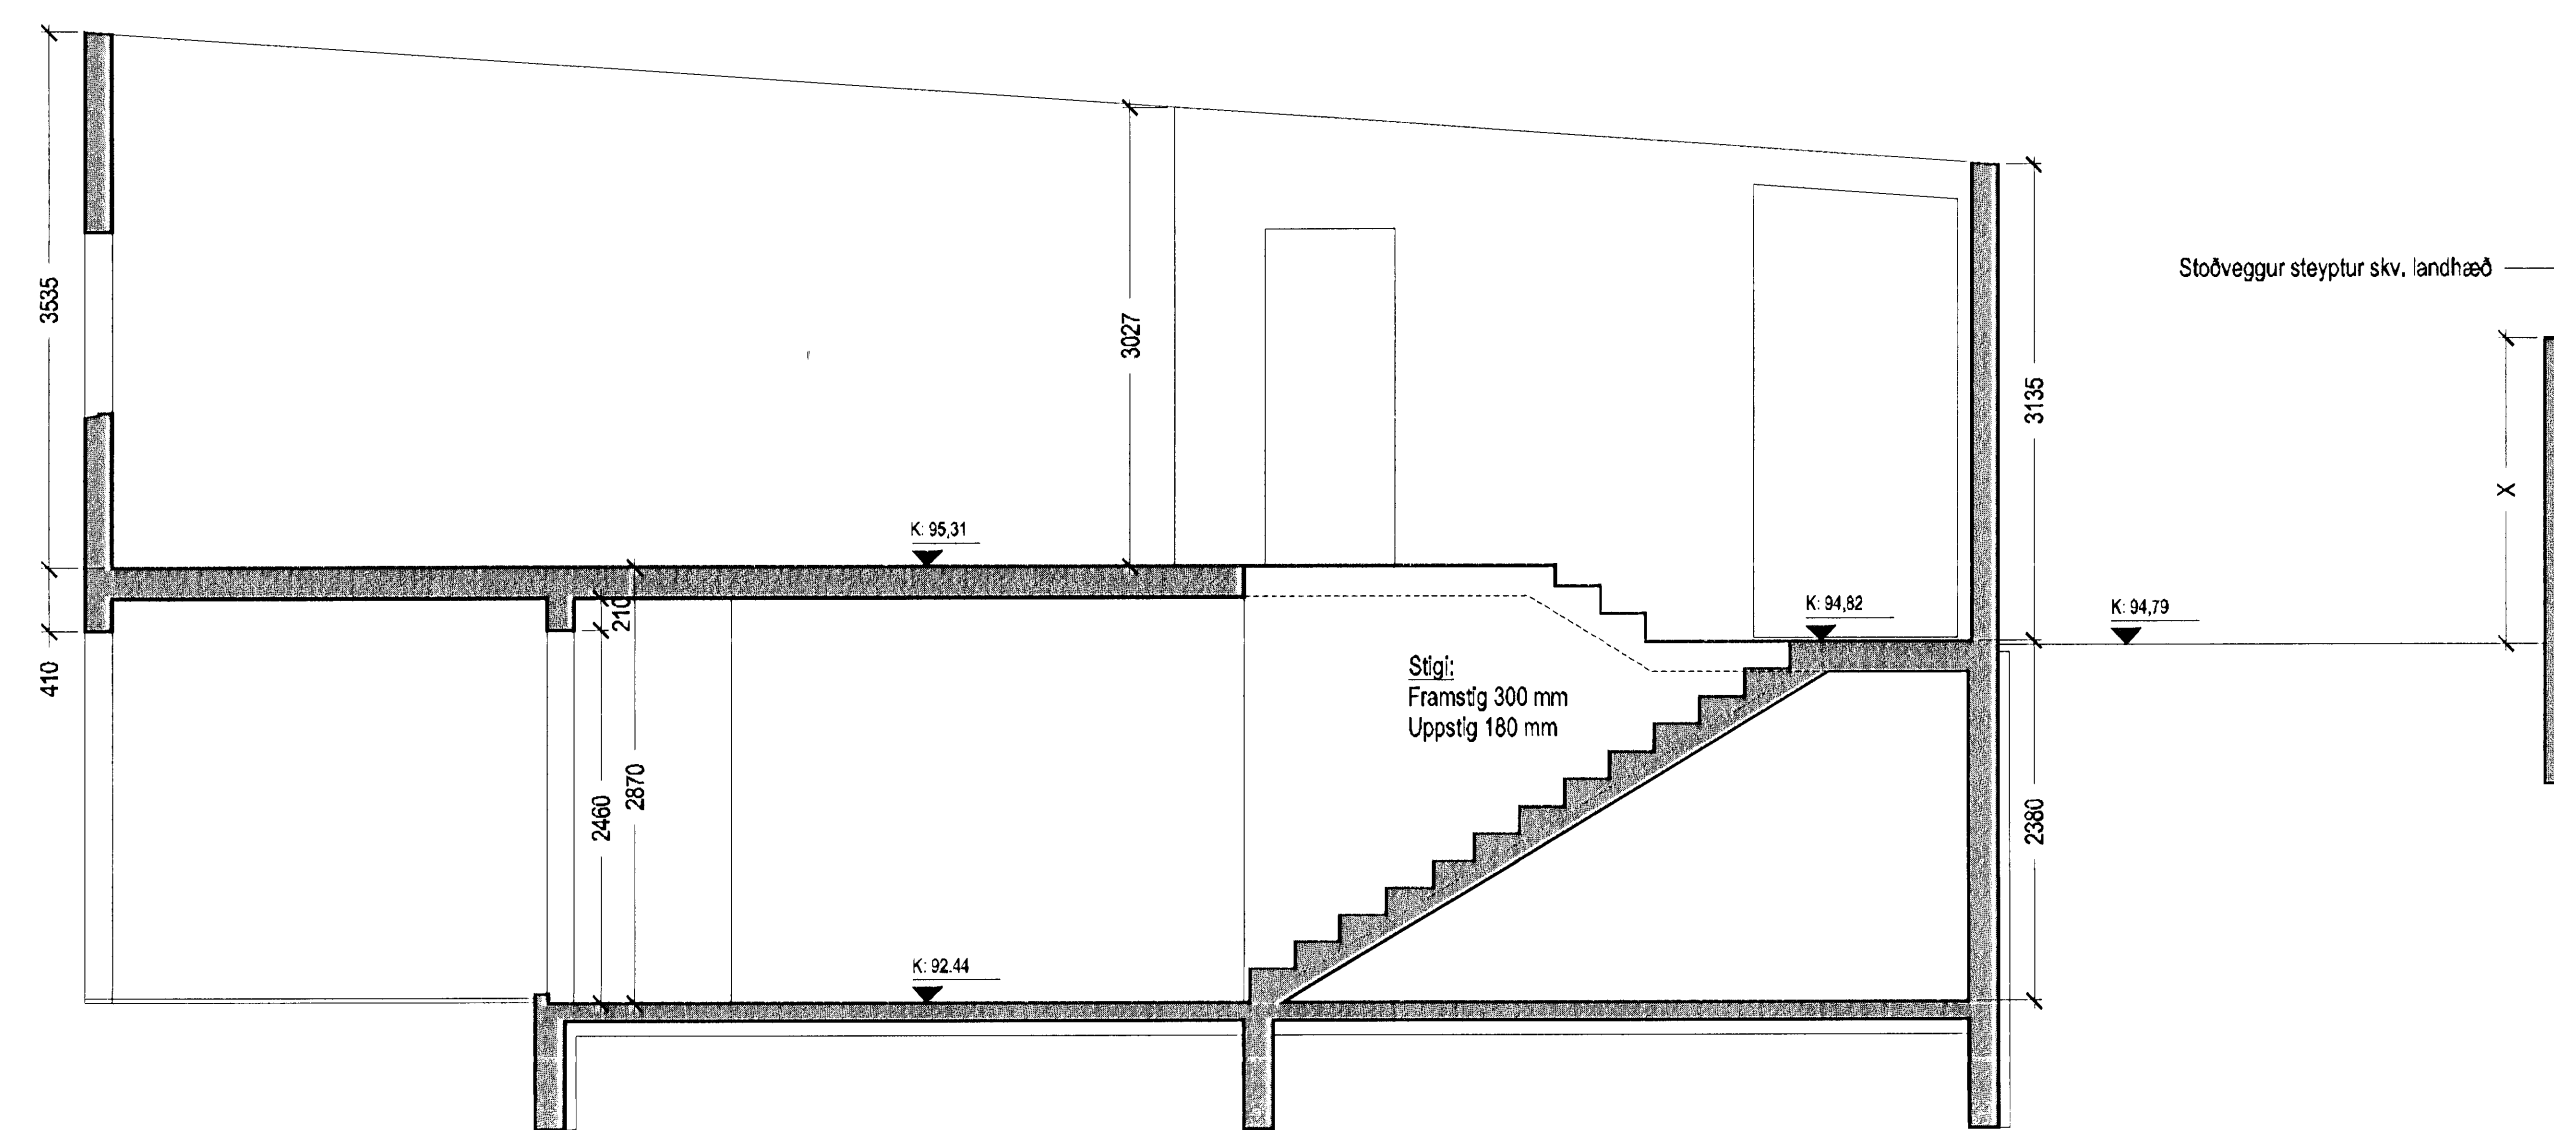 Stoðveggur steyptur skv. landhæð
3535
3027
3135
X
K: 95,31
K: 94,82
K: 94,79
210
410
Stigi:
Framstig 300 mm
Uppstig 180 mm
2460
2870
2380
K: 92.44